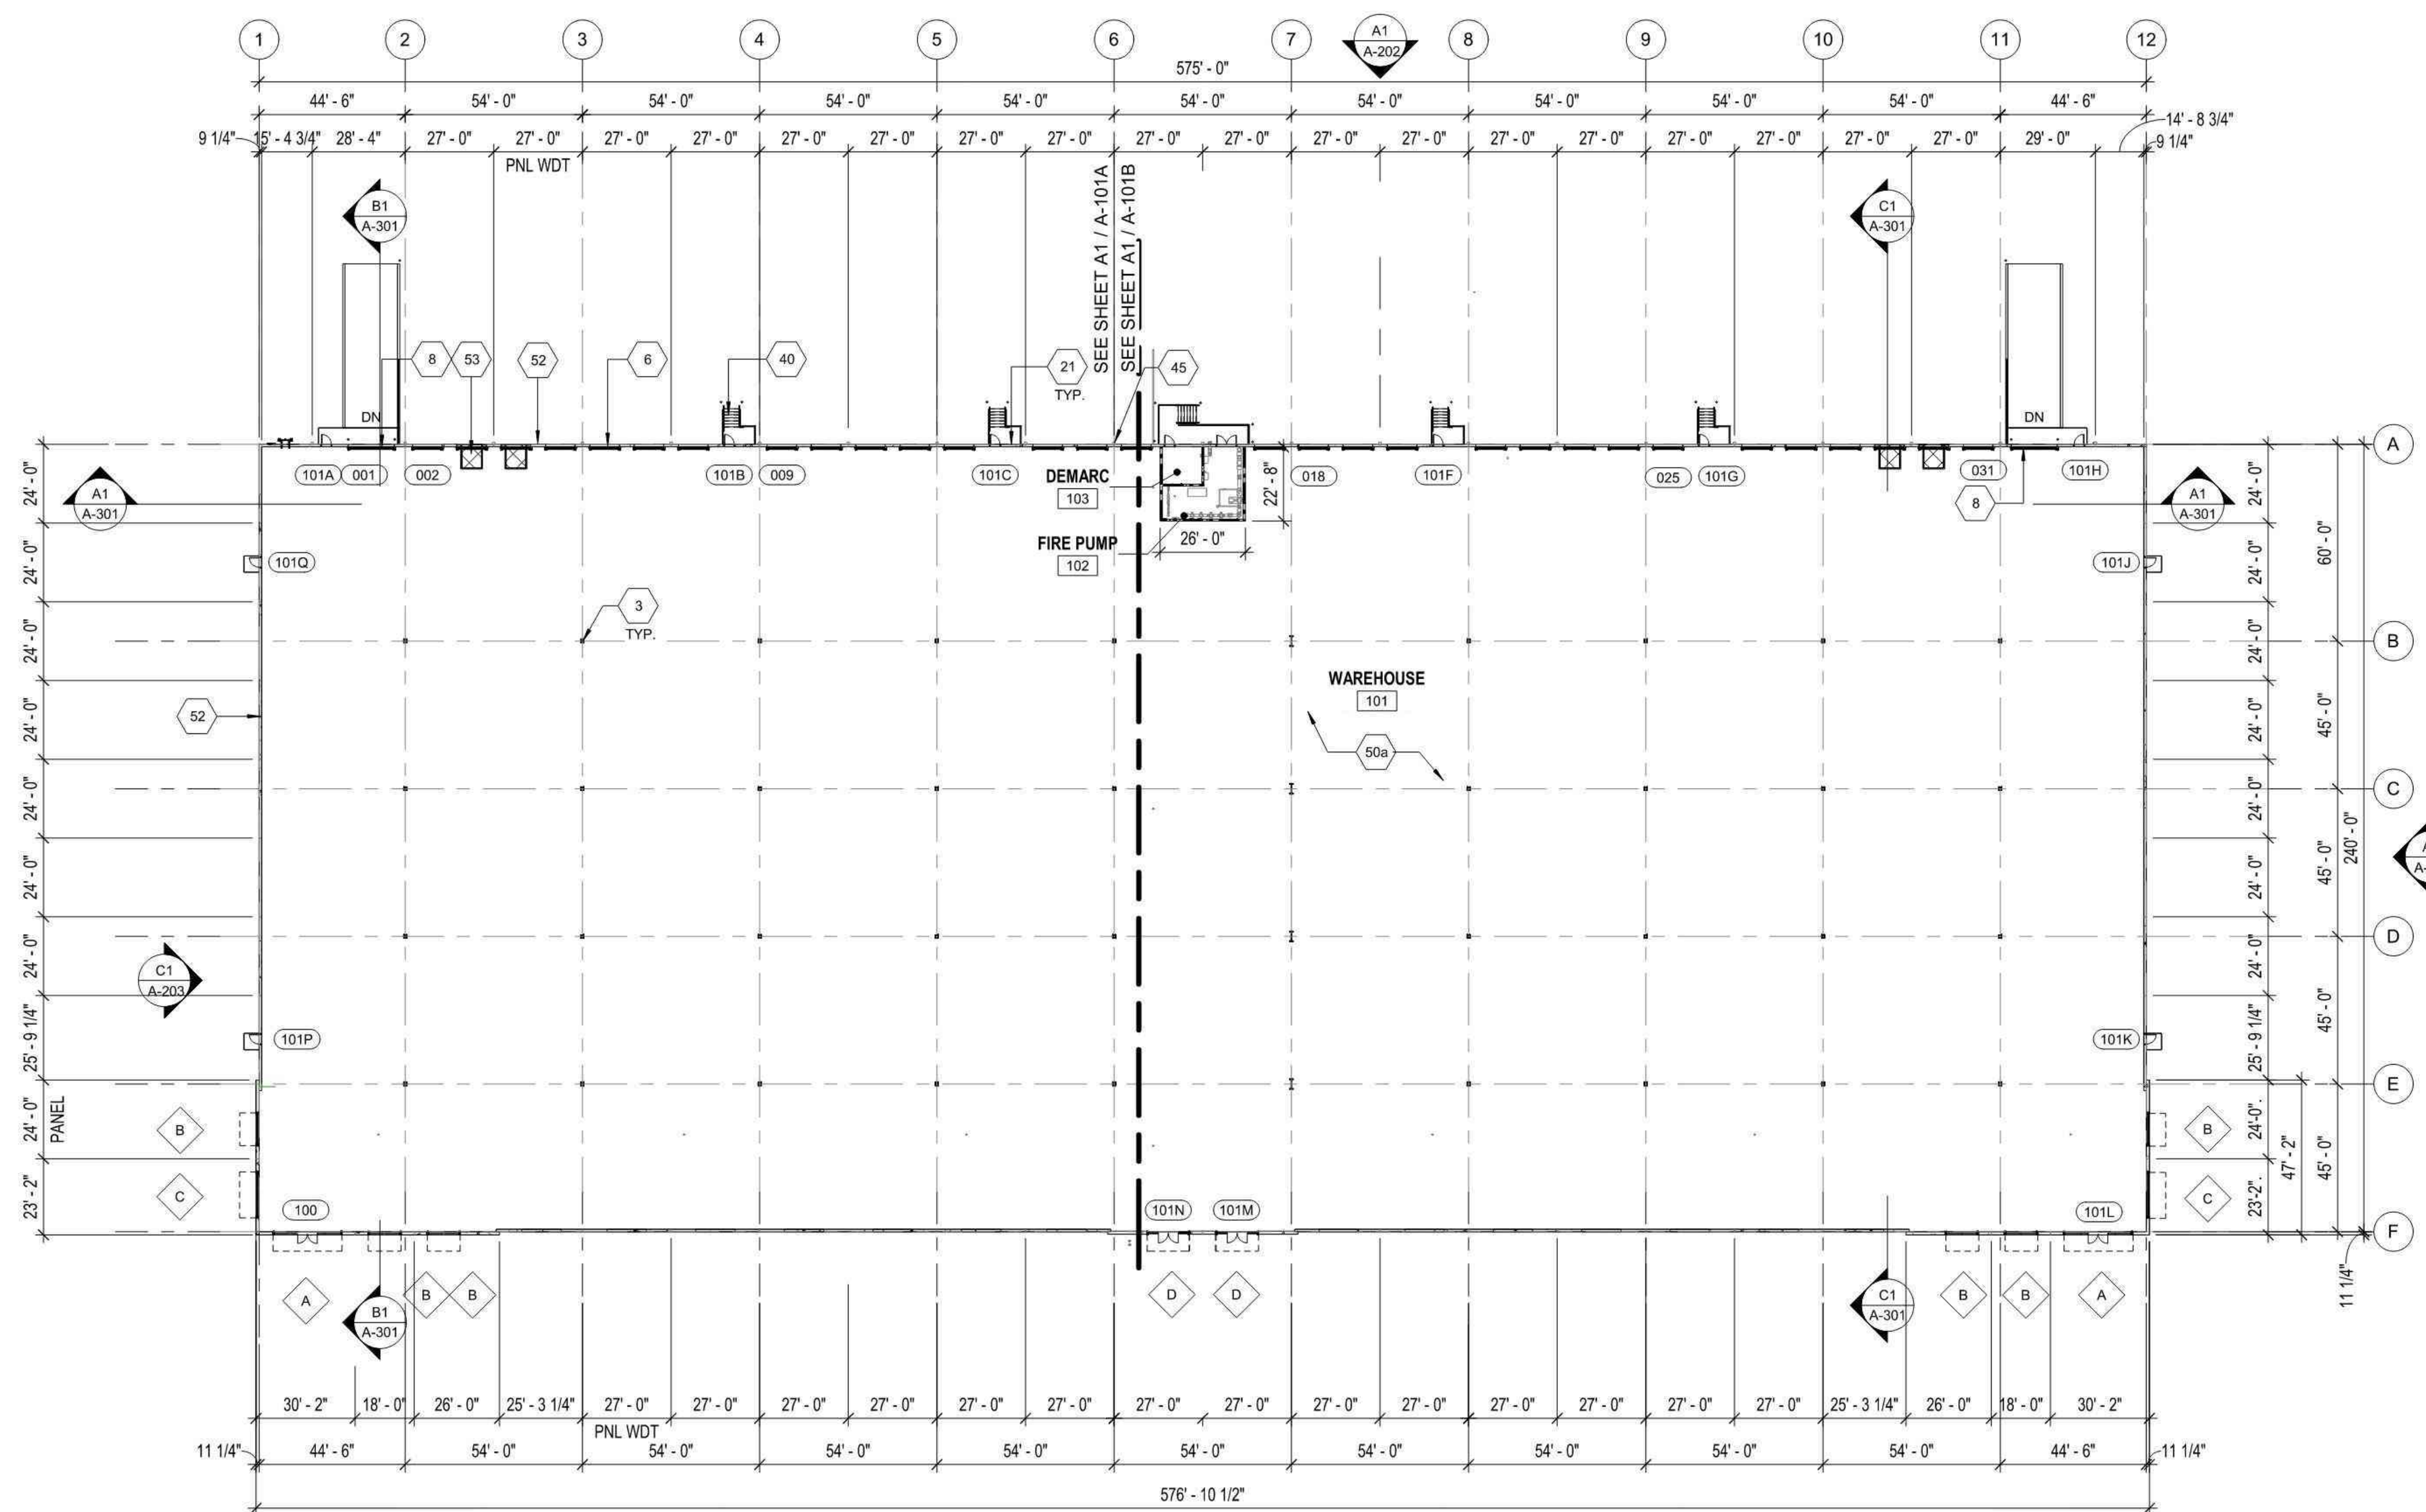 1 2 3 4 5 6 7 8 9 10 11 12
A1
A-202
575' - 0"
44' - 6" 54' - 0" 54' - 0" 54' - 0" 54' - 0" 54' - 0" 54' - 0" 54' - 0" 54' - 0" 54' - 0" 44' - 6"
14' - 8 3/4"
9 1/4" 15' - 4 3/4" 28' - 4" 27' - 0" 27' - 0" 27' - 0" 27' - 0" 27' - 0" 27' - 0" 27' - 0" 27' - 0" 27' - 0" 27' - 0" 27' - 0" 27' - 0" 27' - 0" 27' - 0" 27' - 0" 27' - 0" 27' - 0" 27' - 0" 29' - 0" 9 1/4"
PNL WDT
SEE SHEET A1 / A-101A
SEE SHEET A1 / A-101B
B1
A-301
C1
A-301
8 53 52 6 40 21 45
TYP.
DN DN
A
101A 001 002 101B 009 101C 018 101F 025 101G 031 101H
DEMARC
103
22' - 8"
26' - 0"
FIRE PUMP
102
8
A1
A-301
A1
A-301
24' - 0"
24' - 0"
24' - 0"
24' - 0"
24' - 0"
24' - 0"
24' - 0"
25' - 9 1/4"
24' - 0"
PANEL
23' - 2"
24' - 0"
24' - 0"
24' - 0"
24' - 0"
24' - 0"
24' - 0"
24' - 0"
25' - 9 1/4"
24'-0".
23'-2".
47' - 2"
60' - 0"
45' - 0"
45' - 0"
45' - 0"
45' - 0"
240' - 0"
11 1/4"
101Q 101J
3
TYP.
B
WAREHOUSE
101
52
50a
C
D
C1
A-203
101P 101K
E
B B
C C
100 101N 101M 101L
F
A B B D D B B A
B1
A-301
C1
A-301
30' - 2" 18' - 0" 26' - 0" 25' - 3 1/4" 27' - 0" 27' - 0" 27' - 0" 27' - 0" 27' - 0" 27' - 0" 27' - 0" 27' - 0" 27' - 0" 27' - 0" 27' - 0" 27' - 0" 27' - 0" 27' - 0" 25' - 3 1/4" 26' - 0" 18' - 0" 30' - 2"
PNL WDT
11 1/4" 44' - 6" 54' - 0" 54' - 0" 54' - 0" 54' - 0" 54' - 0" 54' - 0" 54' - 0" 54' - 0" 54' - 0" 44' - 6" 11 1/4"
576' - 10 1/2"